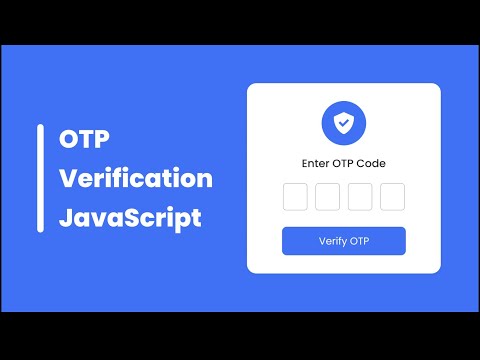 OTP
Verification
JavaScript
Enter OTP Code
Verify OTP